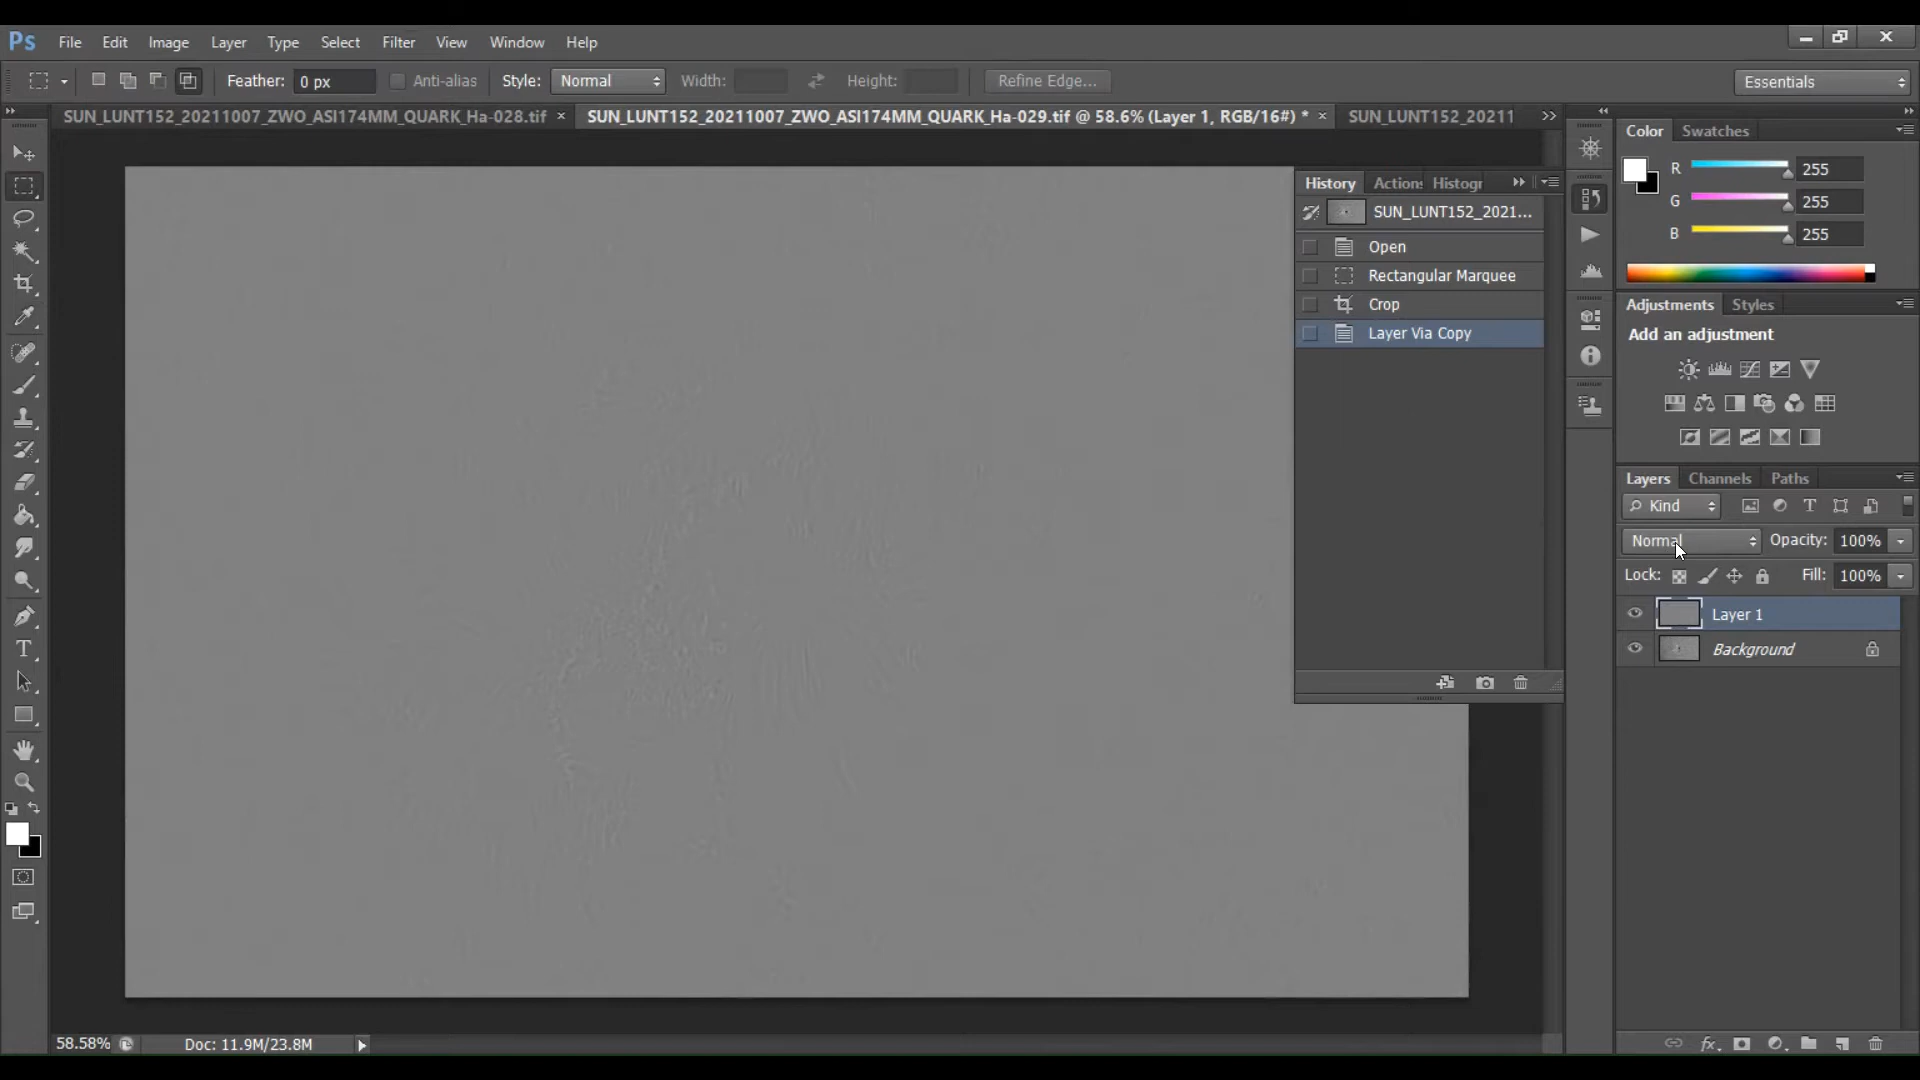 Ps File Edit Image Layer Type Select Filter View Window Help
Feather: 0 px Anti-alias Style: Normal Width: Height: Refine Edge... Essentials
SUN_LUNT152_20211007_ZWO_ASI174MM_QUARK_Ha-028.tif × SUN_LUNT152_20211007_ZWO_ASI174MM_QUARK_Ha-029.tif @ 58.6% (Layer 1, RGB/16#) * × SUN_LUNT152_20211
Color Swatches
R 255
G 255
B 255
History Actions Histogr
SUN_LUNT152_2021...
Open
Rectangular Marquee
Crop
Layer Via Copy
Adjustments Styles
Add an adjustment
Layers Channels Paths
Kind
Normal Opacity: 100%
Lock: Fill: 100%
Layer 1
Background
58.58% Doc: 11.9M/23.8M